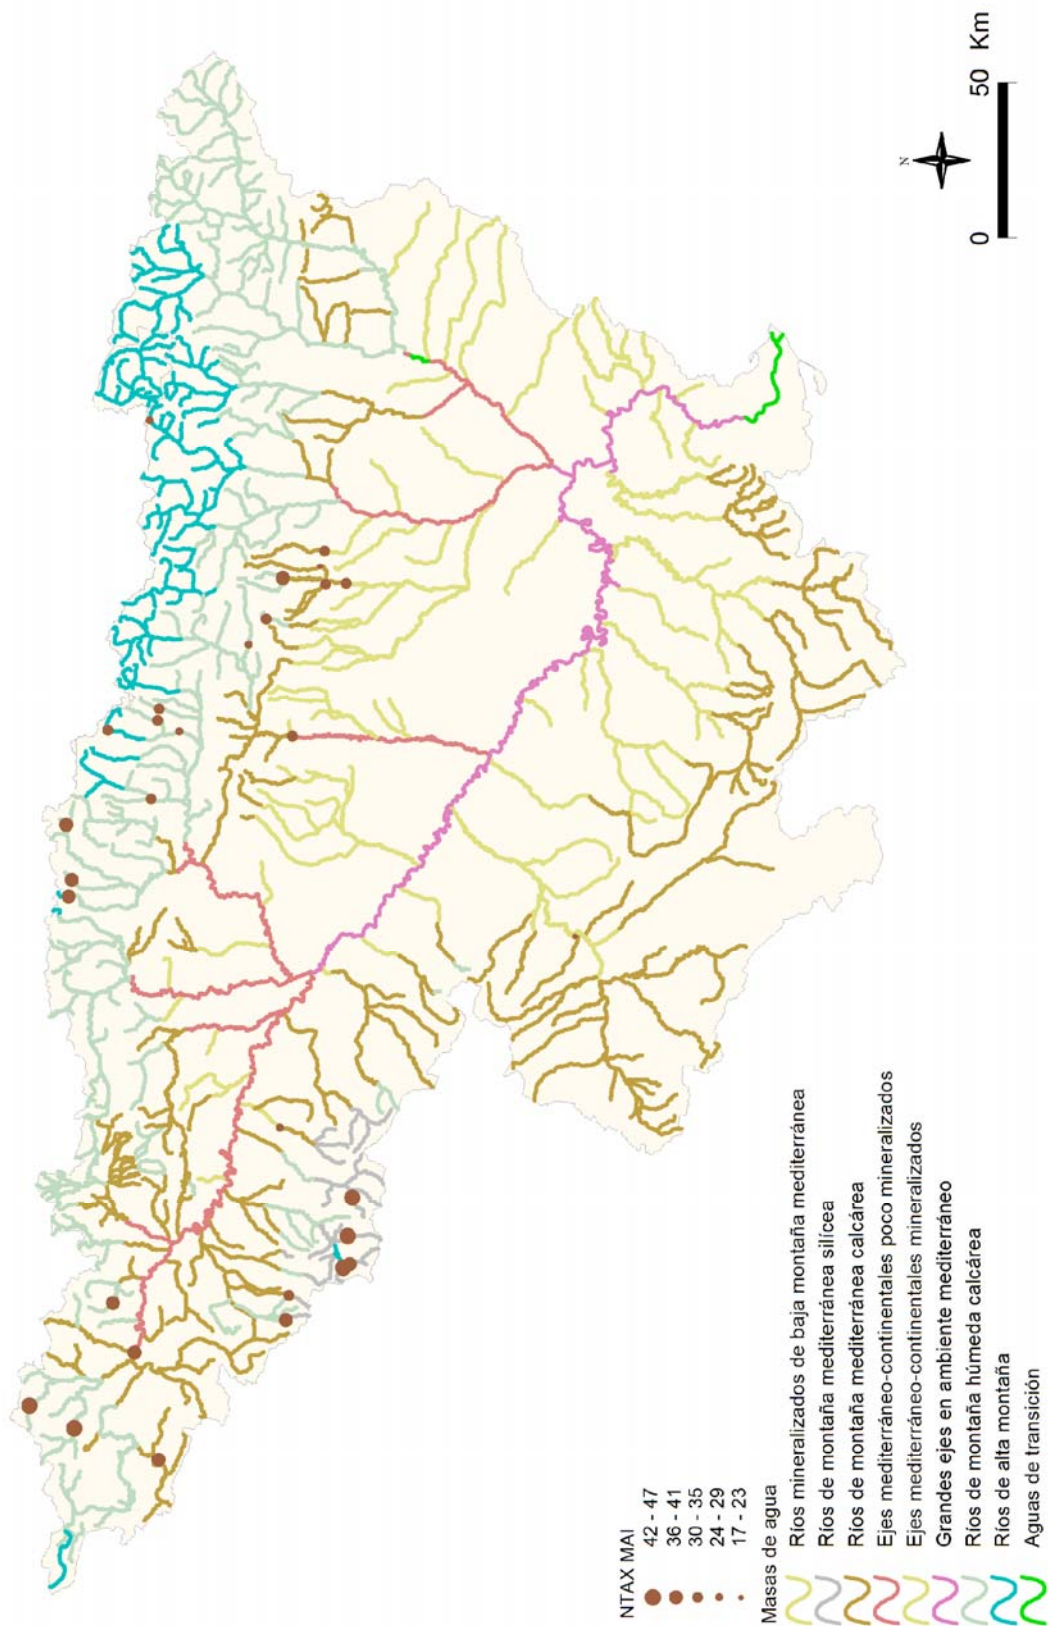 N
0 50 Km
NTAX MAI
42 - 47
36 - 41
30 - 35
24 - 29
17 - 23
Masas de agua
Ríos mineralizados de baja montaña mediterránea
Ríos de montaña mediterránea silícea
Ríos de montaña mediterránea calcárea
Ejes mediterráneo-continentales poco mineralizados
Ejes mediterráneo-continentales mineralizados
Grandes ejes en ambiente mediterráneo
Ríos de montaña húmeda calcárea
Ríos de alta montaña
Aguas de transición